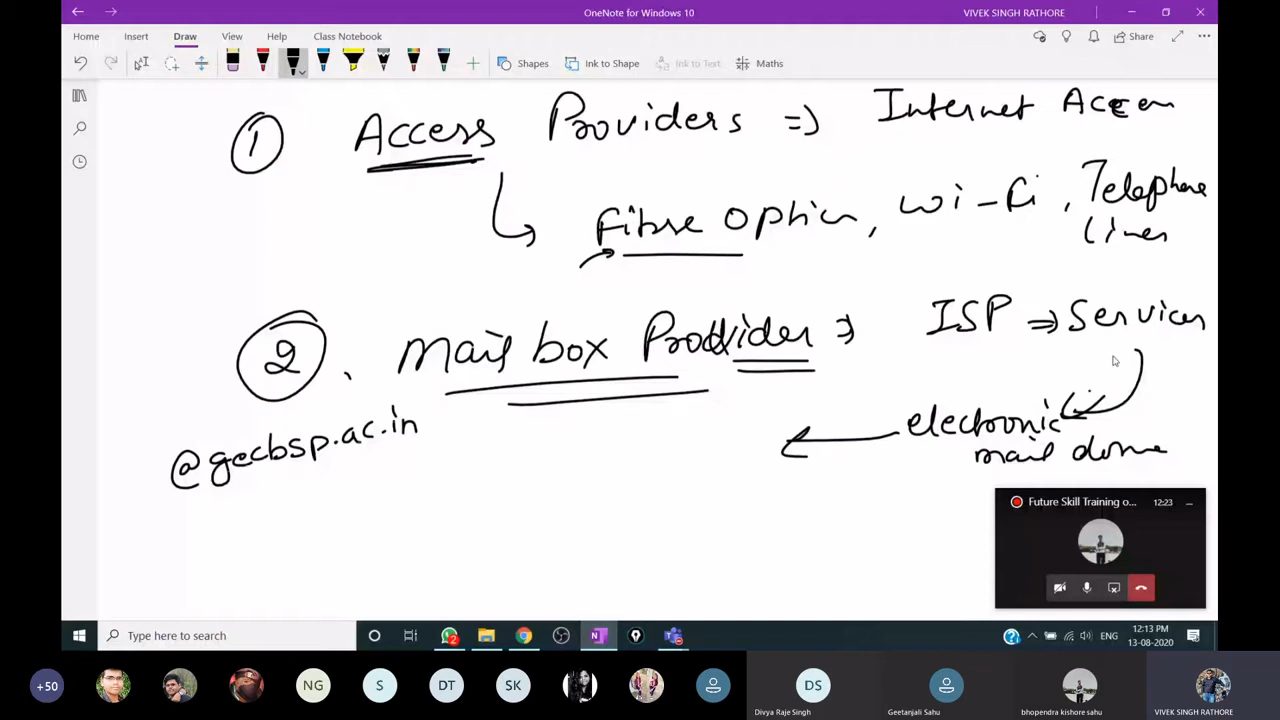 OneNote for Windows 10
VIVEK SINGH RATHORE
Home Insert Draw View Help Class Notebook Share
Shapes Ink to Shape Ink to Text Maths
1 Access Providers => Internet Access
Fibre Optics, Wi-Fi, Telephone
Lines
2. Mail box Provider => ISP => Services
@gecbsp.ac.in
electronic
mail
Future Skill Training o... 12:23
Type here to search
2
ENG
12:13 PM
13-08-2020
+50 NG S DT SK DS
Divya Raje Singh Geetanjali Sahu bhopendra kishore sahu VIVEK SINGH RATHORE